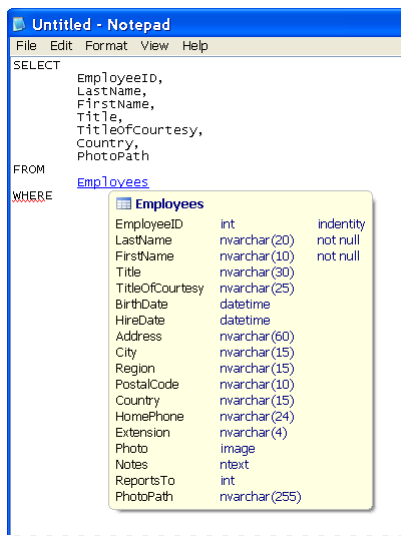 Untitled - Notepad
File Edit Format View Help
SELECT
EmployeeID,
LastName,
FirstName,
Title,
TitleOfCourtesy,
Country,
PhotoPath
FROM
Employees
WHERE
Employees
EmployeeID int indentity
LastName nvarchar(20) not null
FirstName nvarchar(10) not null
Title nvarchar(30)
TitleOfCourtesy nvarchar(25)
BirthDate datetime
HireDate datetime
Address nvarchar(60)
City nvarchar(15)
Region nvarchar(15)
PostalCode nvarchar(10)
Country nvarchar(15)
HomePhone nvarchar(24)
Extension nvarchar(4)
Photo image
Notes ntext
ReportsTo int
PhotoPath nvarchar(255)